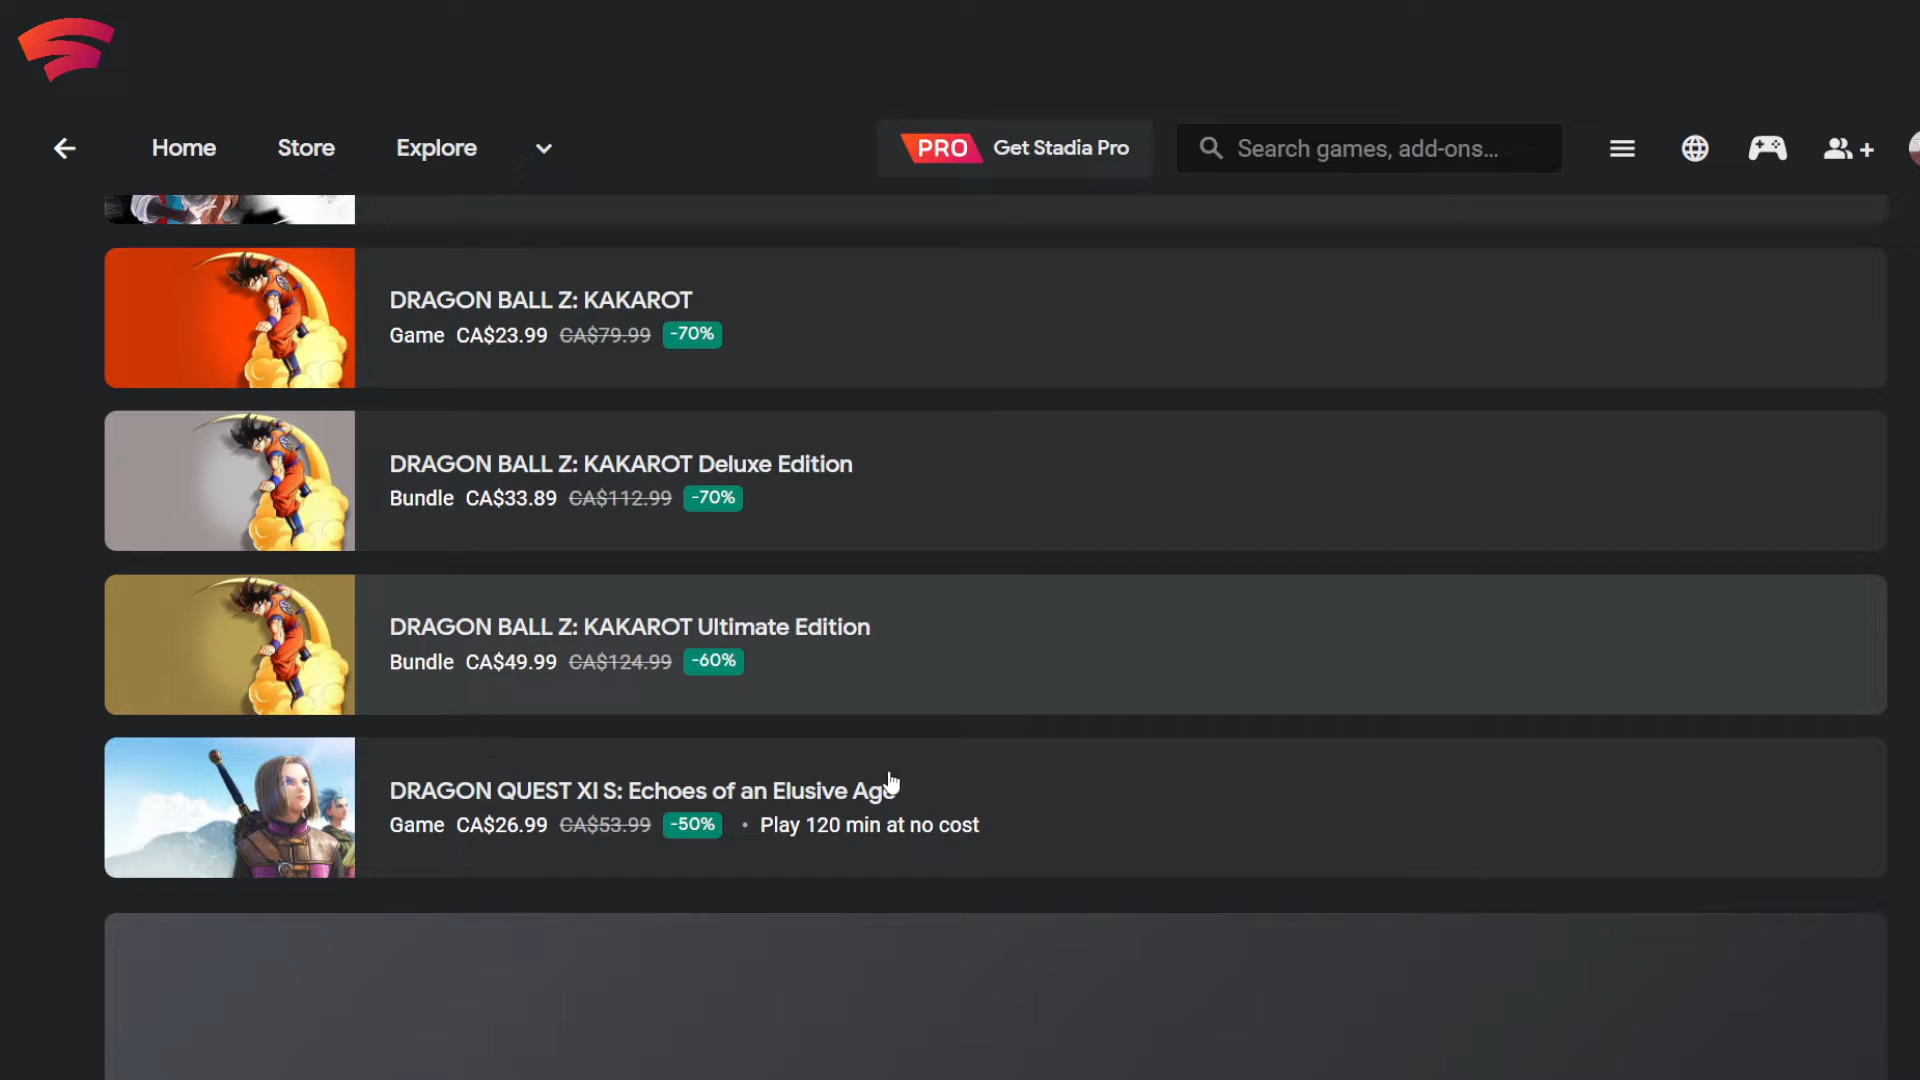 Home Store Explore PRO Get Stadia Pro Search games, add-ons...
DRAGON BALL Z: KAKAROT
Game CA$23.99 CA$79.99 -70%
DRAGON BALL Z: KAKAROT Deluxe Edition
Bundle CA$33.89 CA$112.99 -70%
DRAGON BALL Z: KAKAROT Ultimate Edition
Bundle CA$49.99 CA$124.99 -60%
DRAGON QUEST XI S: Echoes of an Elusive Age
Game CA$26.99 CA$53.99 -50% • Play 120 min at no cost